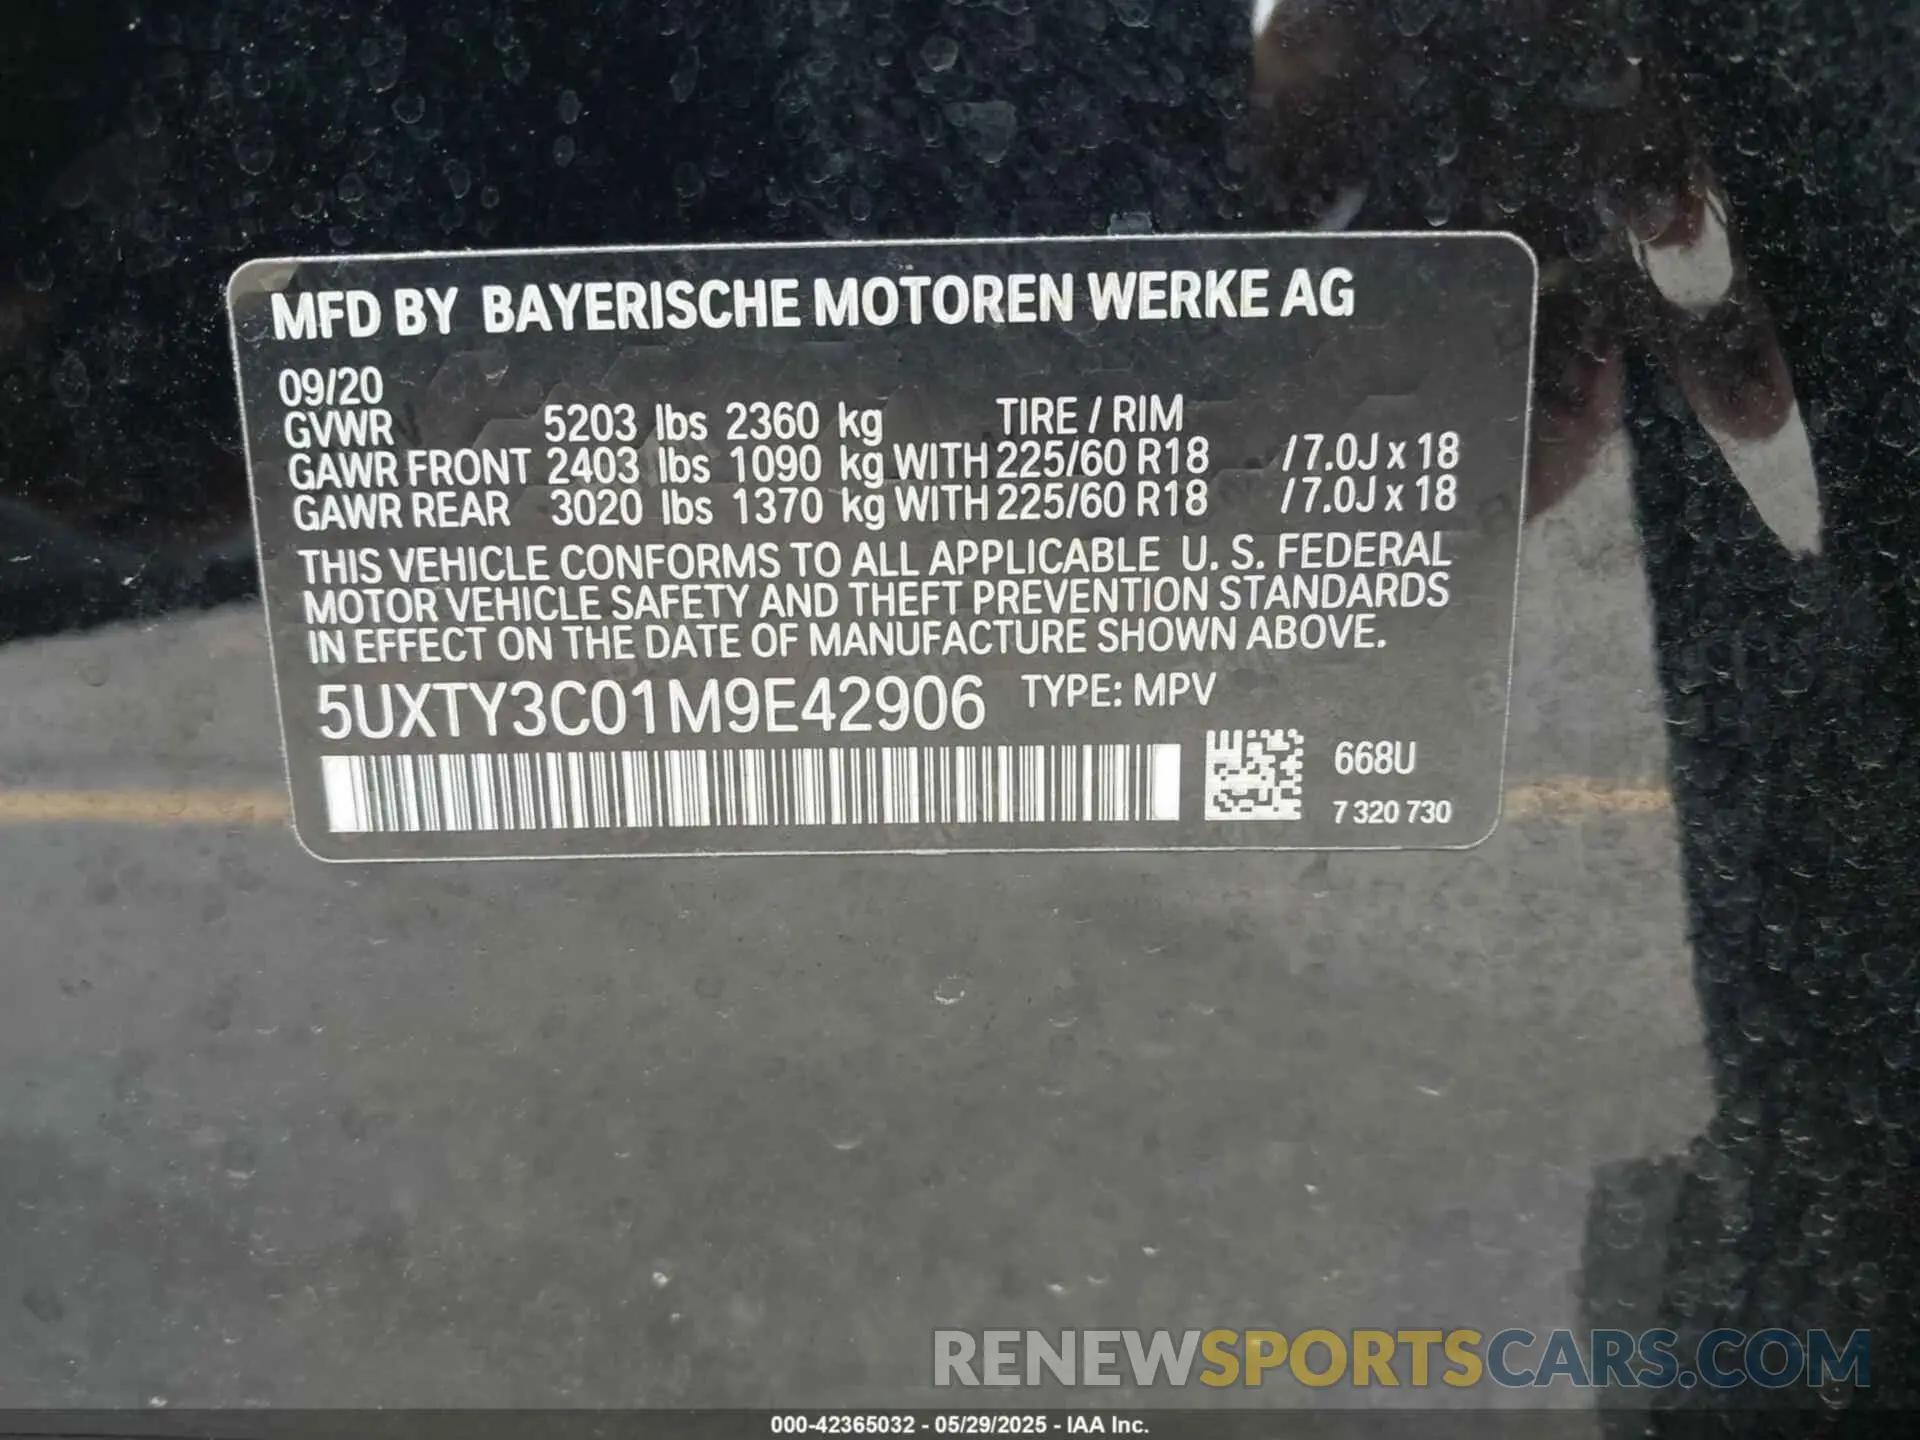 MFD BY BAYERISCHE MOTOREN WERKE AG
09/20
GVWR 5203 lbs 2360 kg TIRE / RIM
GAWR FRONT 2403 lbs 1090 kg WITH 225/60 R18 / 7.0J x 18
GAWR REAR 3020 lbs 1370 kg WITH 225/60 R18 / 7.0J x 18
THIS VEHICLE CONFORMS TO ALL APPLICABLE U. S. FEDERAL
MOTOR VEHICLE SAFETY AND THEFT PREVENTION STANDARDS
IN EFFECT ON THE DATE OF MANUFACTURE SHOWN ABOVE.
5UXTY3C01M9E42906 TYPE: MPV
668U
7 320 730
RENEWSPORTSCARS.COM
000-42365032 - 05/29/2025 - IAA Inc.